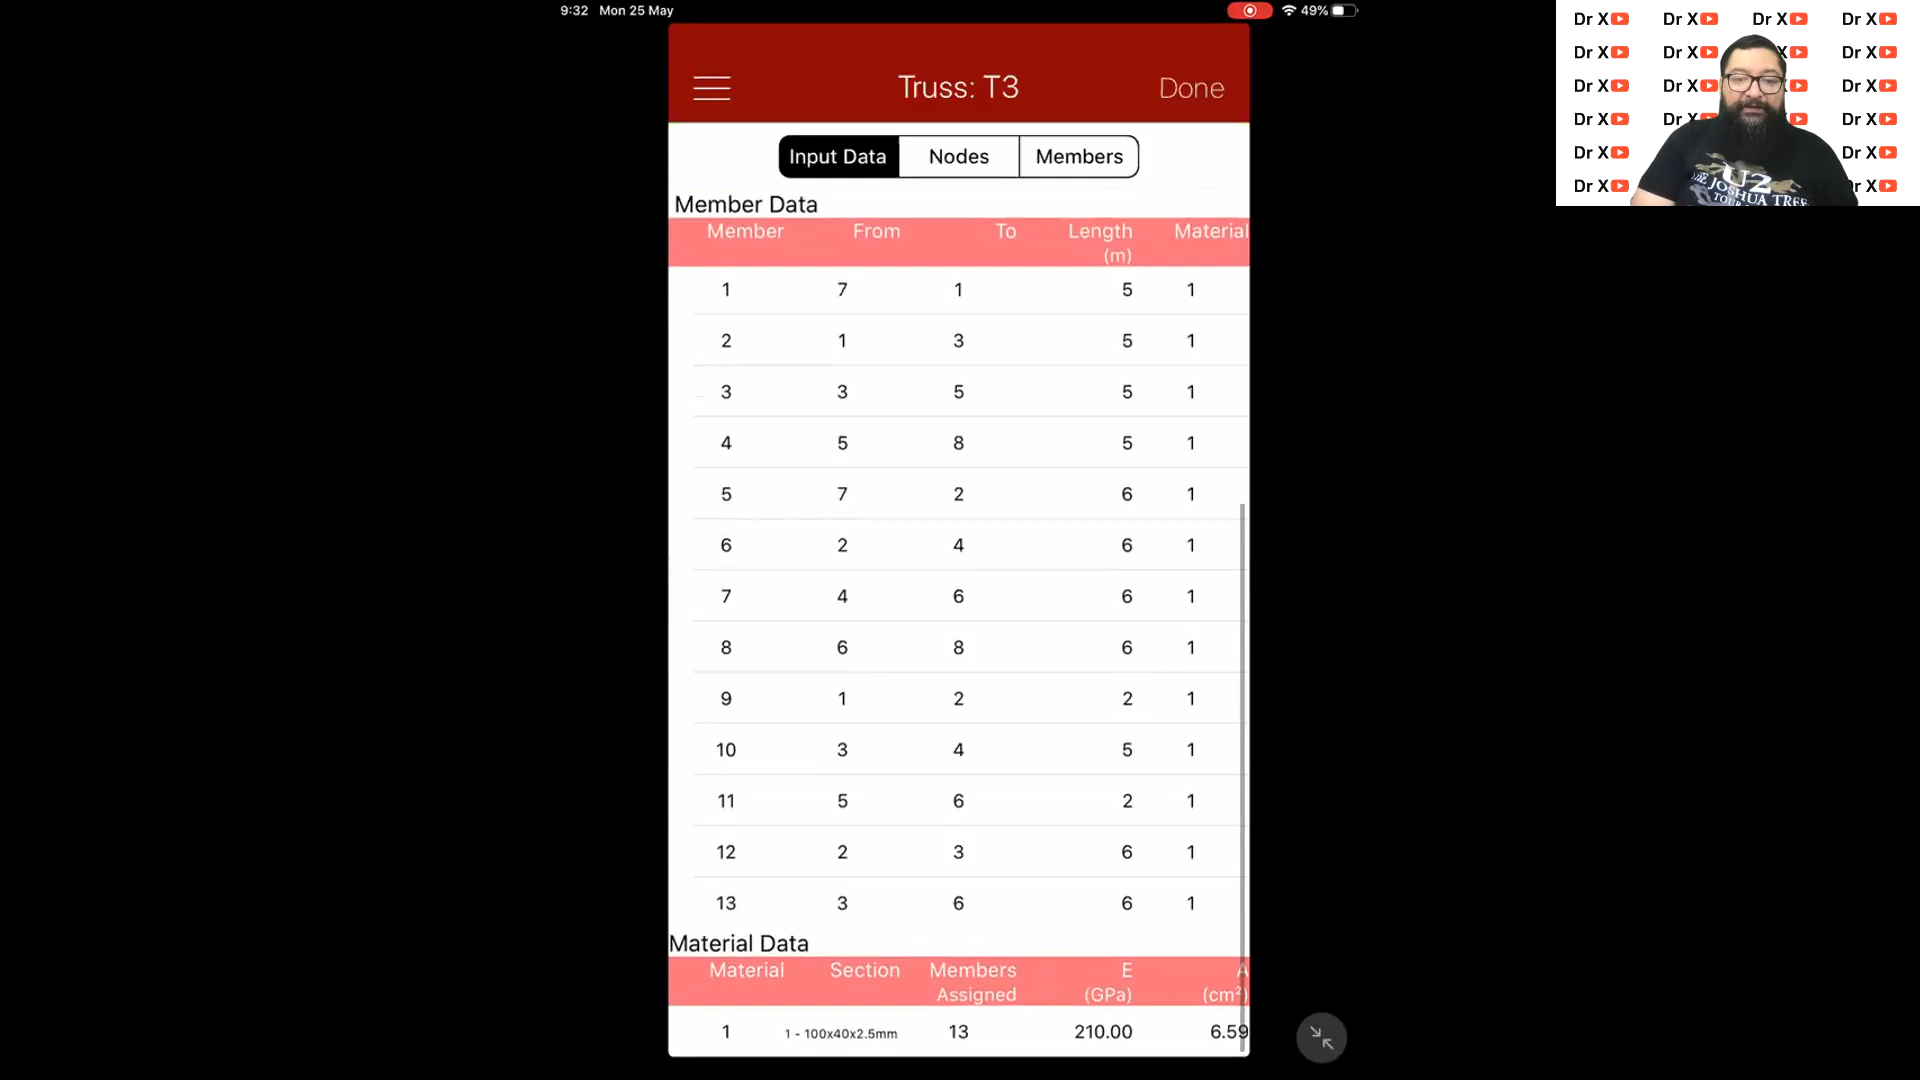 9:32 Mon 25 May
49%
Truss: T3
Done
Input Data Nodes Members
Member Data
Member From To Length Material
(m)
1 7 1 5 1
2 1 3 5 1
3 3 5 5 1
4 5 8 5 1
5 7 2 6 1
6 2 4 6 1
7 4 6 6 1
8 6 8 6 1
9 1 2 2 1
10 3 4 5 1
11 5 6 2 1
12 2 3 6 1
13 3 6 6 1
Material Data
Material Section Members E A
Assigned (GPa) (cm²)
1 1 - 100x40x2.5mm 13 210.00 6.59
Dr X Dr X Dr X Dr X
Dr X Dr X X Dr X
Dr X Dr X Dr X
Dr X Dr X Dr X
Dr X Dr X
Dr X r X
U2
THE JOSHUA TREE
TOUR